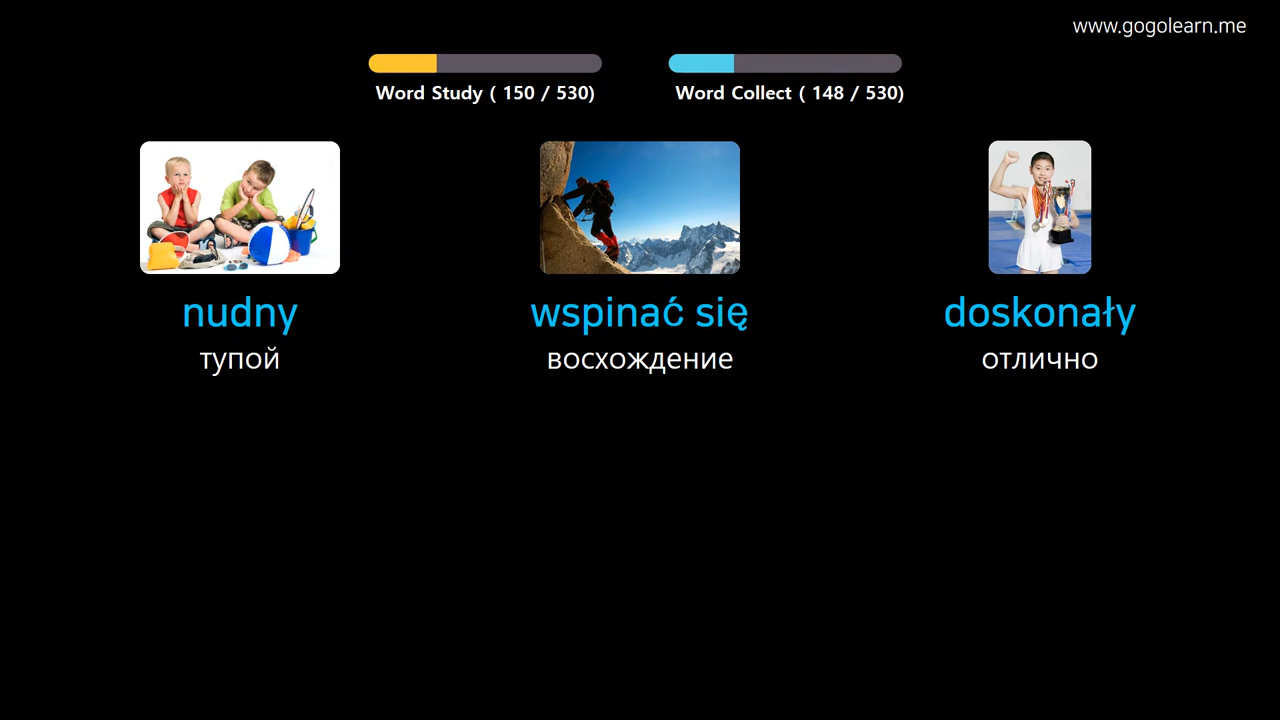 www.gogolearn.me
Word Study ( 150 / 530)
Word Collect ( 148 / 530)
nudny
wspinać się
doskonały
тупой
восхождение
отлично